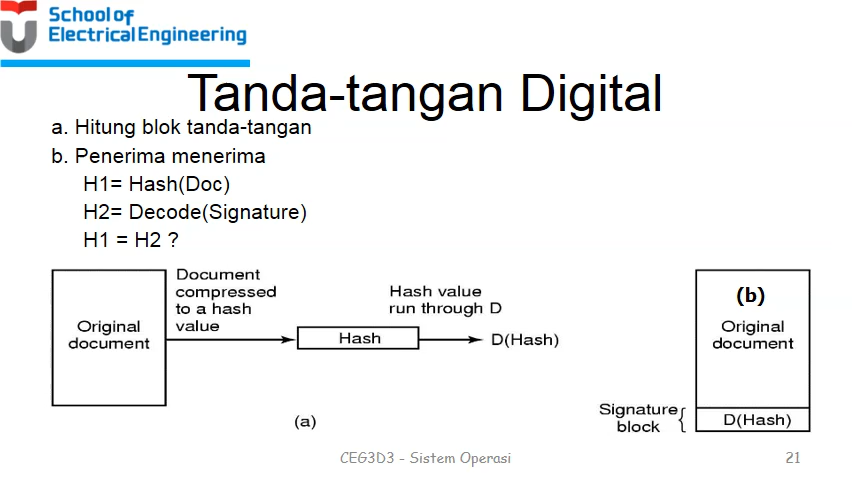 School of
Electrical Engineering
Tanda-tangan Digital
a. Hitung blok tanda-tangan
b. Penerima menerima
H1= Hash(Doc)
H2= Decode(Signature)
H1 = H2 ?
Original
document
Document
compressed
to a hash
value
Hash
Hash value
run through D
D(Hash)
(a)
(b)
Original
document
Signature
block
D(Hash)
CEG3D3 - Sistem Operasi
21